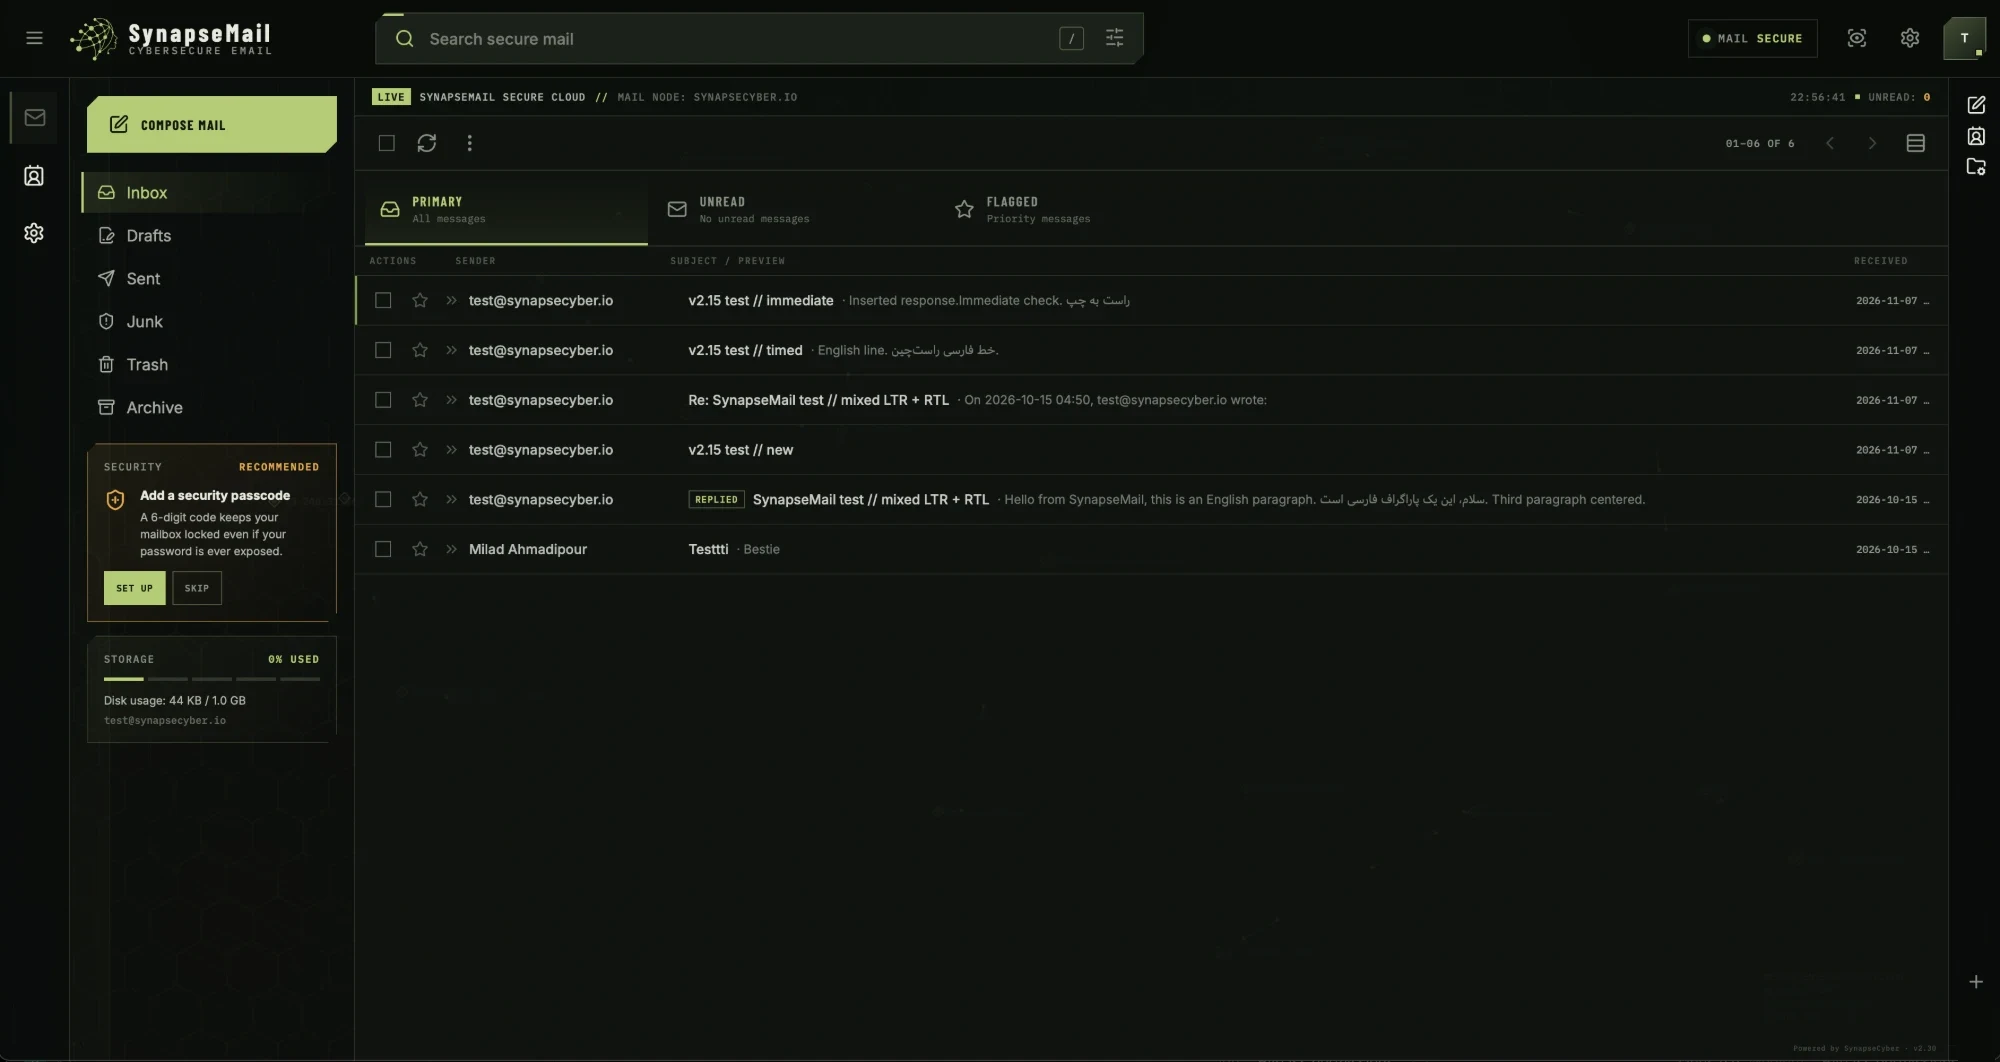 SynapseMail
CYBERSECURE EMAIL
Search secure mail
/
MAIL SECURE
T
COMPOSE MAIL
Inbox
Drafts
Sent
Junk
Trash
Archive
SECURITY RECOMMENDED
Add a security passcode
A 6-digit code keeps your
mailbox locked even if your
password is ever exposed.
SET UP SKIP
STORAGE 0% USED
Disk usage: 44 KB / 1.0 GB
test@synapsecyber.io
LIVE SYNAPSEMAIL SECURE CLOUD // MAIL NODE: SYNAPSECYBER.IO
22:56:41 UNREAD: 0
01–06 OF 6
PRIMARY
All messages
UNREAD
No unread messages
FLAGGED
Priority messages
ACTIONS SENDER SUBJECT / PREVIEW RECEIVED
test@synapsecyber.io v2.15 test // immediate · Inserted response.Immediate check. راست به چپ 2026-11-07 …
test@synapsecyber.io v2.15 test // timed · English line. خط فارسی راست‌چین. 2026-11-07 …
test@synapsecyber.io Re: SynapseMail test // mixed LTR + RTL · On 2026-10-15 04:50, test@synapsecyber.io wrote: 2026-11-07 …
test@synapsecyber.io v2.15 test // new 2026-11-07 …
test@synapsecyber.io REPLIED SynapseMail test // mixed LTR + RTL · Hello from SynapseMail, this is an English paragraph. سلام، این یک پاراگراف فارسی است. Third paragraph centered. 2026-10-15 …
Milad Ahmadipour Testtti · Bestie 2026-10-15 …
Powered by SynapseCyber · v2.30